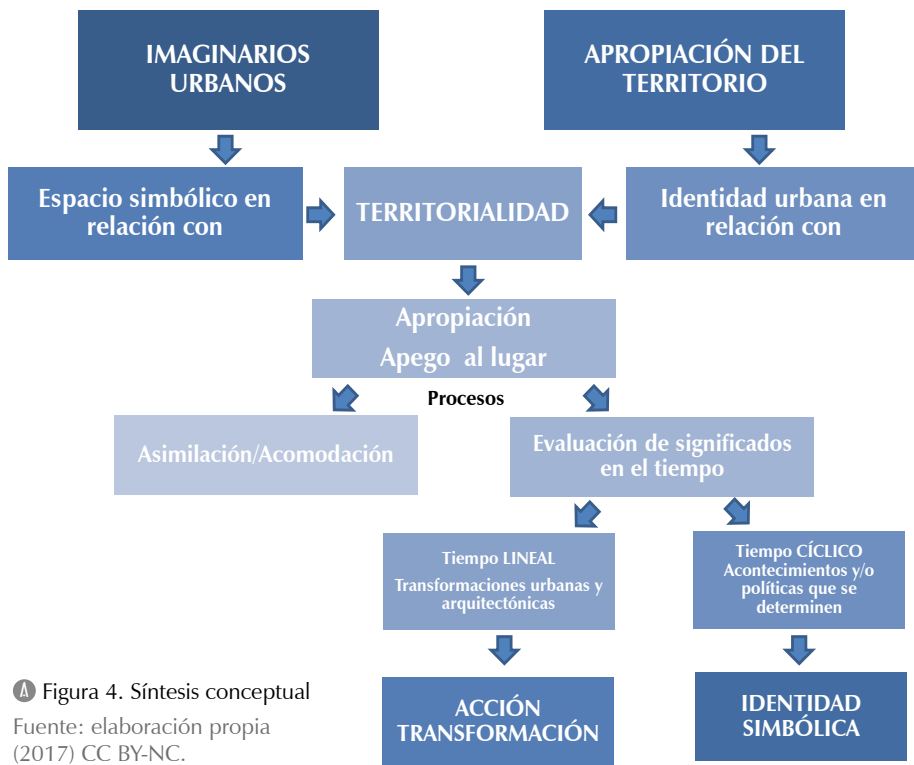 IMAGINARIOS
URBANOS
APROPIACIÓN DEL
TERRITORIO
Espacio simbólico en
relación con
TERRITORIALIDAD
Identidad urbana en
relación con
Apropiación
Apego al lugar
Procesos
Asimilación/Acomodación
Evaluación de significados
en el tiempo
Tiempo LINEAL
Transformaciones urbanas y
arquitectónicas
Tiempo CÍCLICO
Acontecimientos y/o
políticas que se
determinen
ACCIÓN
TRANSFORMACIÓN
IDENTIDAD
SIMBÓLICA
Figura 4. Síntesis conceptual
Fuente: elaboración propia
(2017) CC BY-NC.